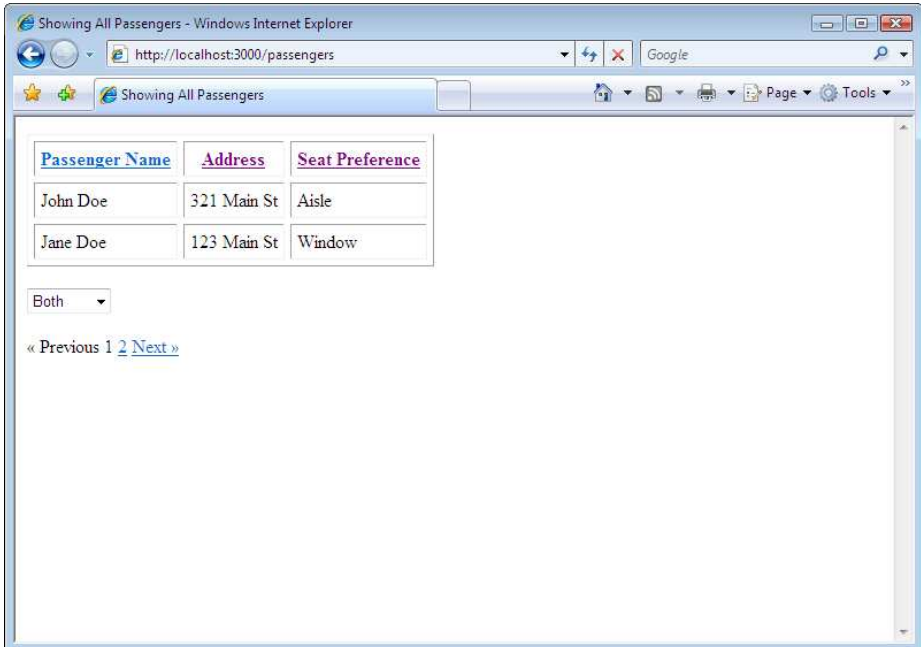 Showing All Passengers - Windows Internet Explorer
http://localhost:3000/passengers Google
Showing All Passengers Page Tools »
Passenger Name Address Seat Preference
John Doe 321 Main St Aisle
Jane Doe 123 Main St Window
Both
« Previous 1 2 Next »